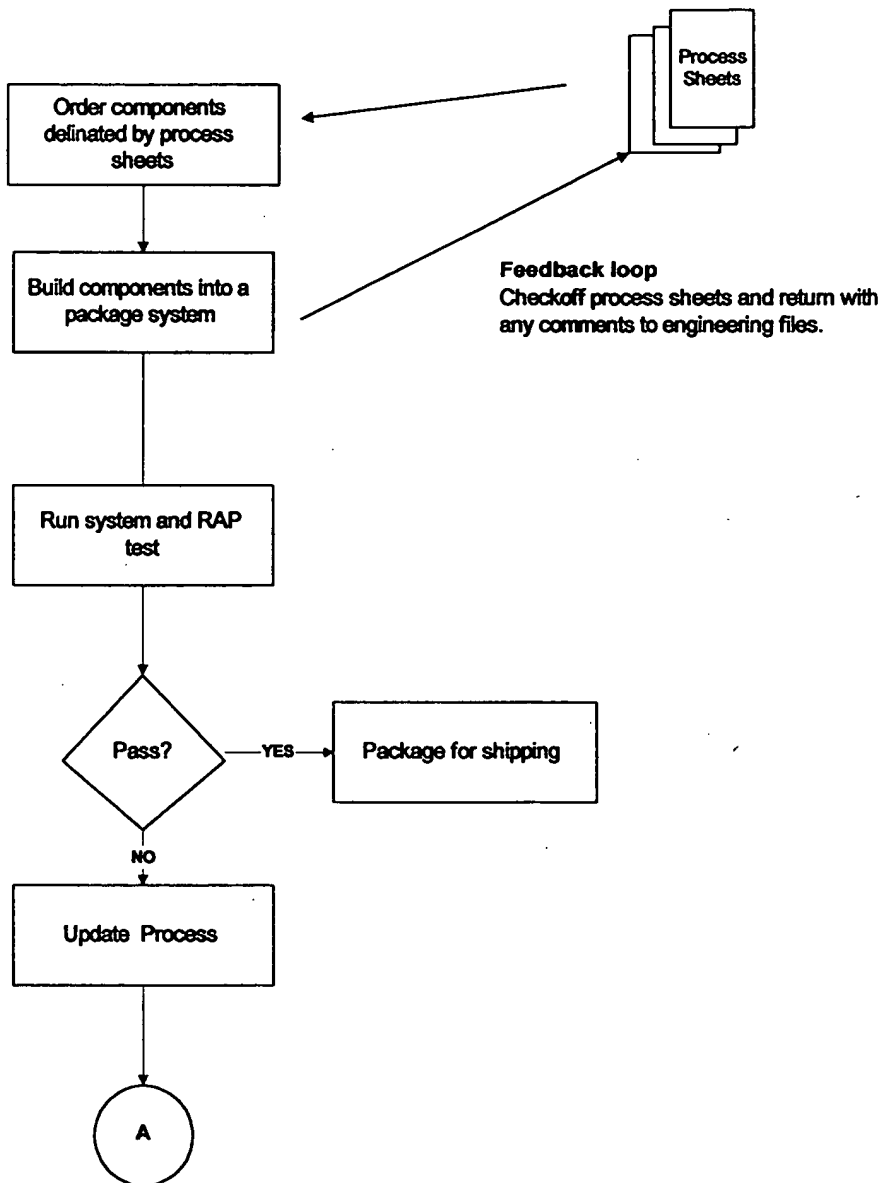 Process
Sheets
Order components
delinated by process
sheets
Build components into a
package system
Feedback loop
Checkoff process sheets and return with
any comments to engineering files.
Run system and RAP
test
Pass?
YES
Package for shipping
NO
Update Process
A